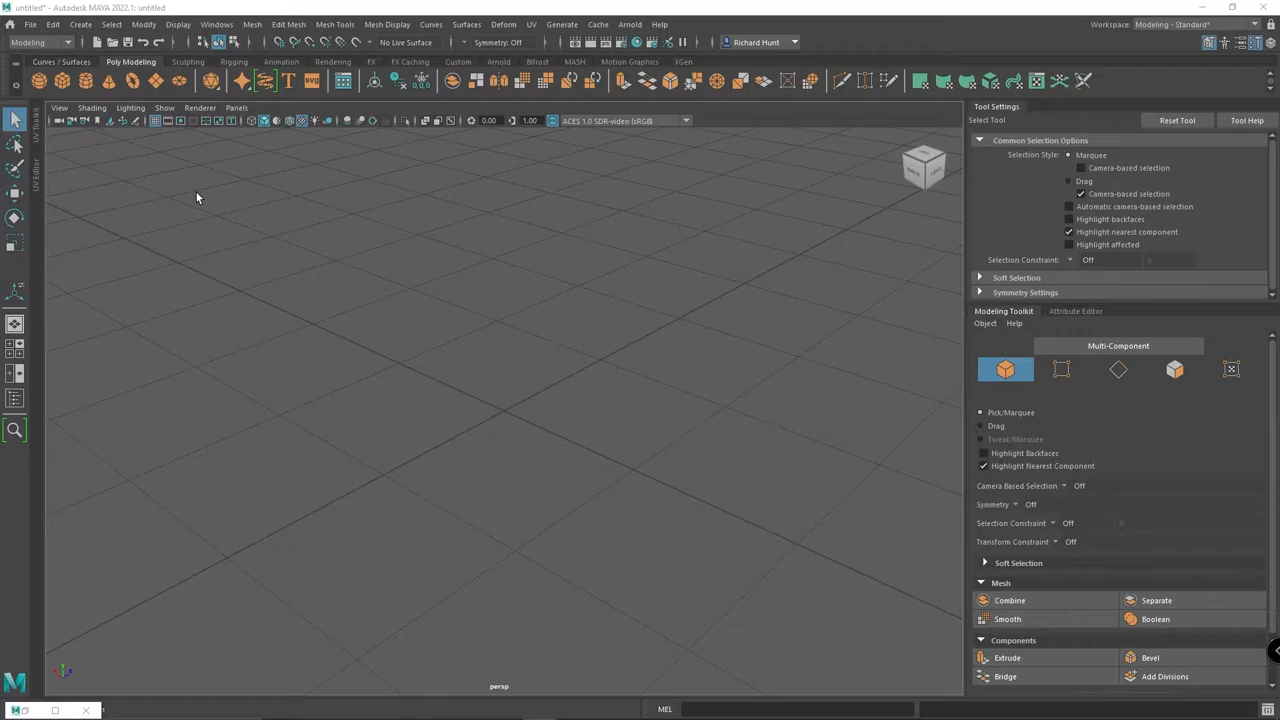 untitled* - Autodesk MAYA 2022.1: untitled
File Edit Create Select Modify Display Windows Mesh Edit Mesh Mesh Tools Mesh Display Curves Surfaces Deform UV Generate Cache Arnold Help
Workspace: Modeling - Standard*
Modeling No Live Surface Symmetry: Off Richard Hunt
Curves / Surfaces Poly Modeling Sculpting Rigging Animation Rendering FX FX Caching Custom Arnold Bifrost MASH Motion Graphics XGen
SVG
View Shading Lighting Show Renderer Panels
0.00 1.00 ACES 1.0 SDR-video (sRGB)
UV Toolkit
UV Editor
persp
Tool Settings
Select Tool Reset Tool Tool Help
Common Selection Options
Selection Style: Marquee
Camera-based selection
Drag
Camera-based selection
Automatic camera-based selection
Highlight backfaces
Highlight nearest component
Highlight affected
Selection Constraint: Off 0
Soft Selection
Symmetry Settings
Modeling Toolkit Attribute Editor
Object Help
Multi-Component
Pick/Marquee
Drag
Tweak/Marquee
Highlight Backfaces
Highlight Nearest Component
Camera Based Selection Off
Symmetry Off
Selection Constraint Off
Transform Constraint Off
Soft Selection
Mesh
Combine Separate
Smooth Boolean
Components
Extrude Bevel
Bridge Add Divisions
MEL